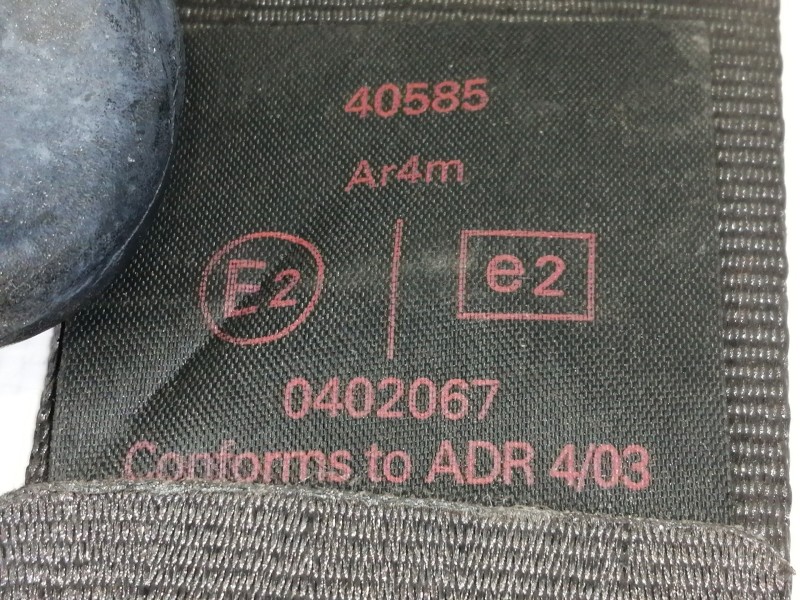 40585
Ar4m
E2 e2
0402067
Conforms to ADR 4/03